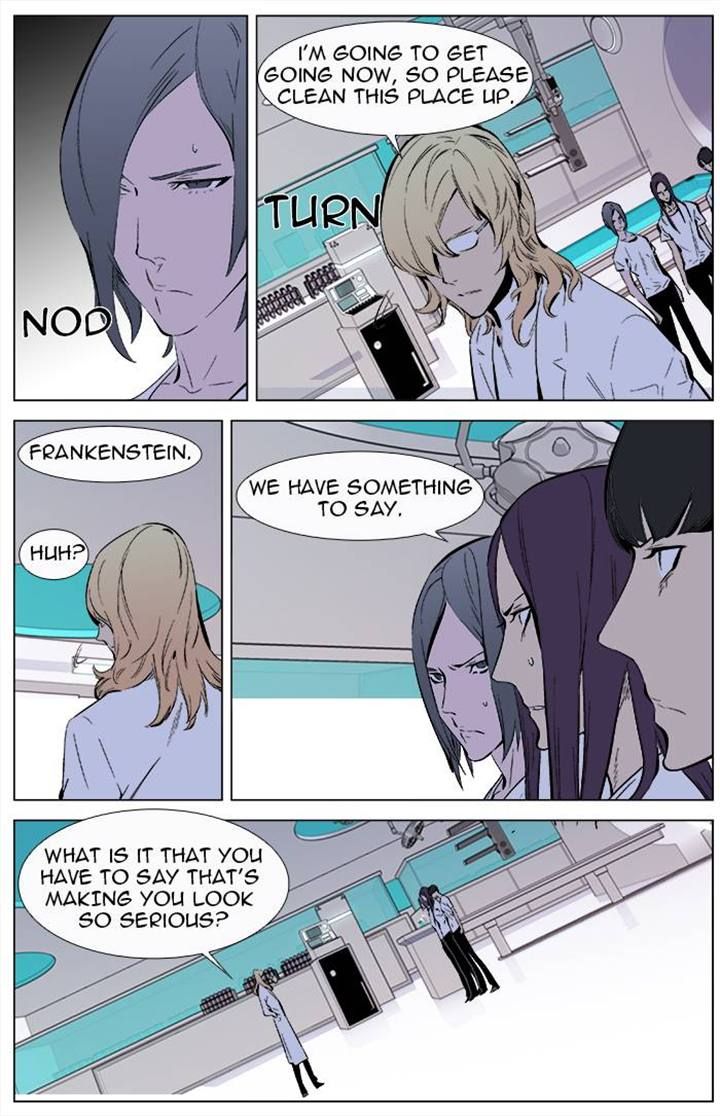 NOD
I'M GOING TO GET
GOING NOW, SO PLEASE
CLEAN THIS PLACE UP.
TURN
FRANKENSTEIN.
HUH?
WE HAVE SOMETHING
TO SAY.
WHAT IS IT THAT YOU
HAVE TO SAY THAT'S
MAKING YOU LOOK
SO SERIOUS?